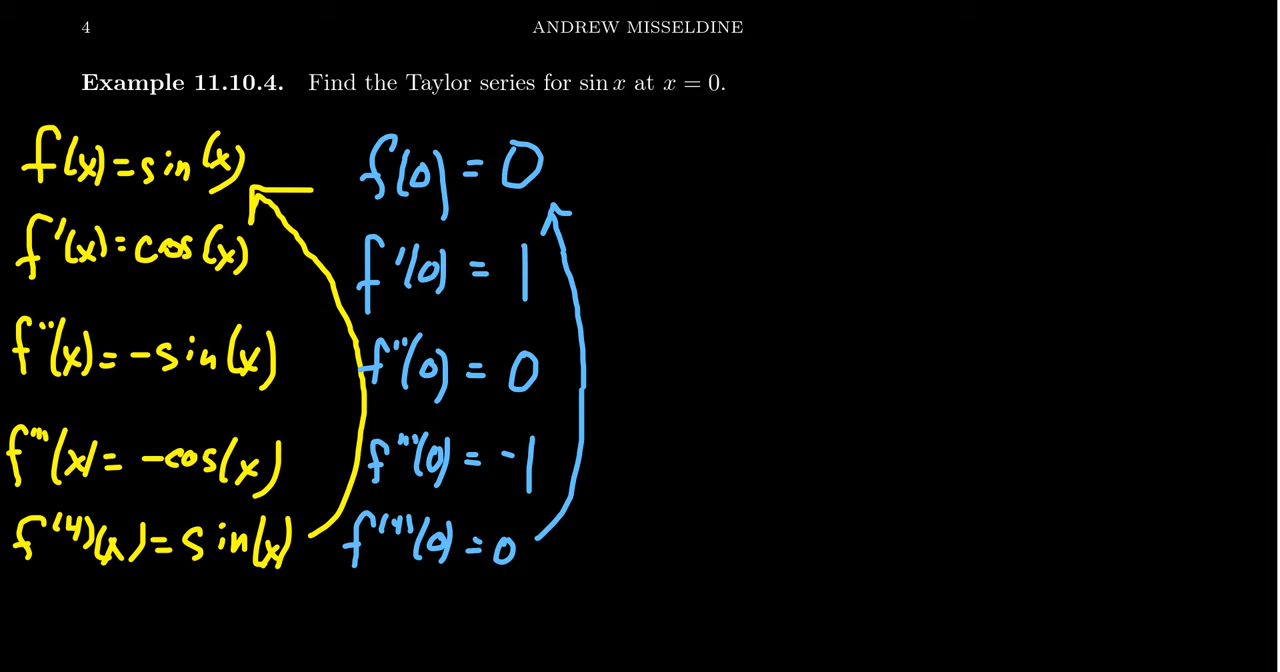 4 ANDREW MISSELDINE
Example 11.10.4. Find the Taylor series for sin x at x = 0.
f(x) = sin(x) f(0) = 0
f'(x) = cos(x) f'(0) = 1
f''(x) = -sin(x) f''(0) = 0
f'''(x) = -cos(x) f'''(0) = -1
f^(4)(x) = sin(x) f^(4)(0) = 0